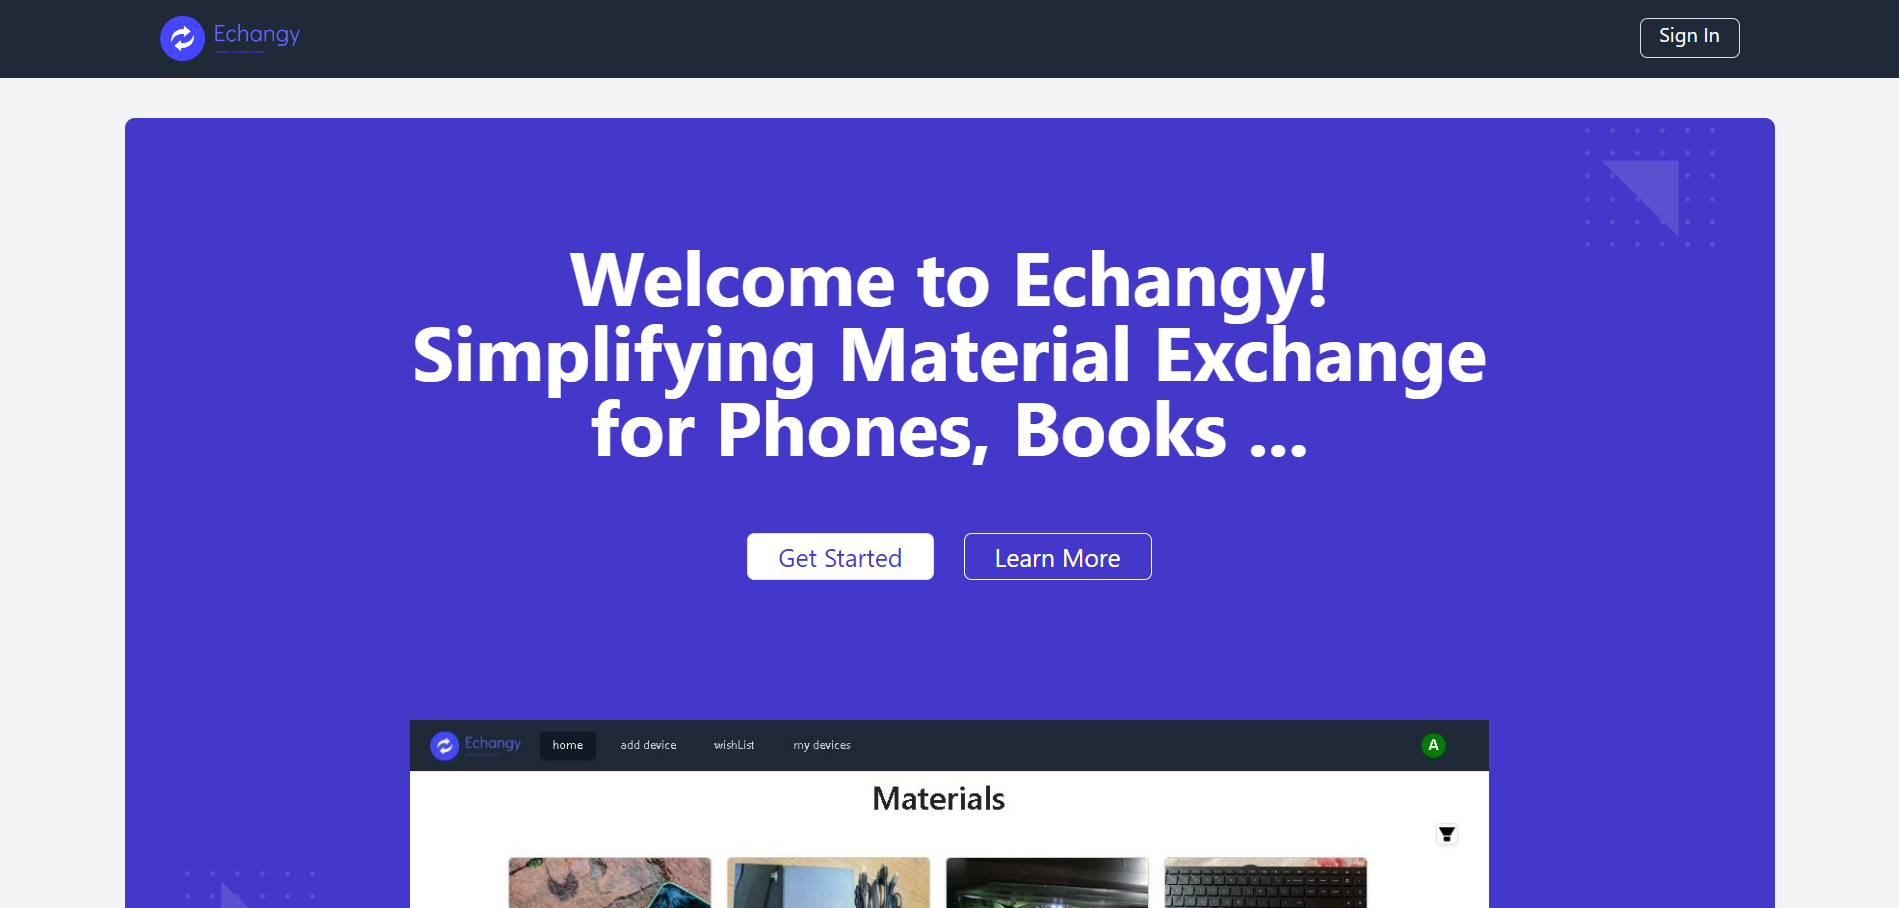 Echangy
Sign In
Welcome to Echangy!
Simplifying Material Exchange
for Phones, Books ...
Get Started
Learn More
Echangy
home
add device
wishList
my devices
A
Materials